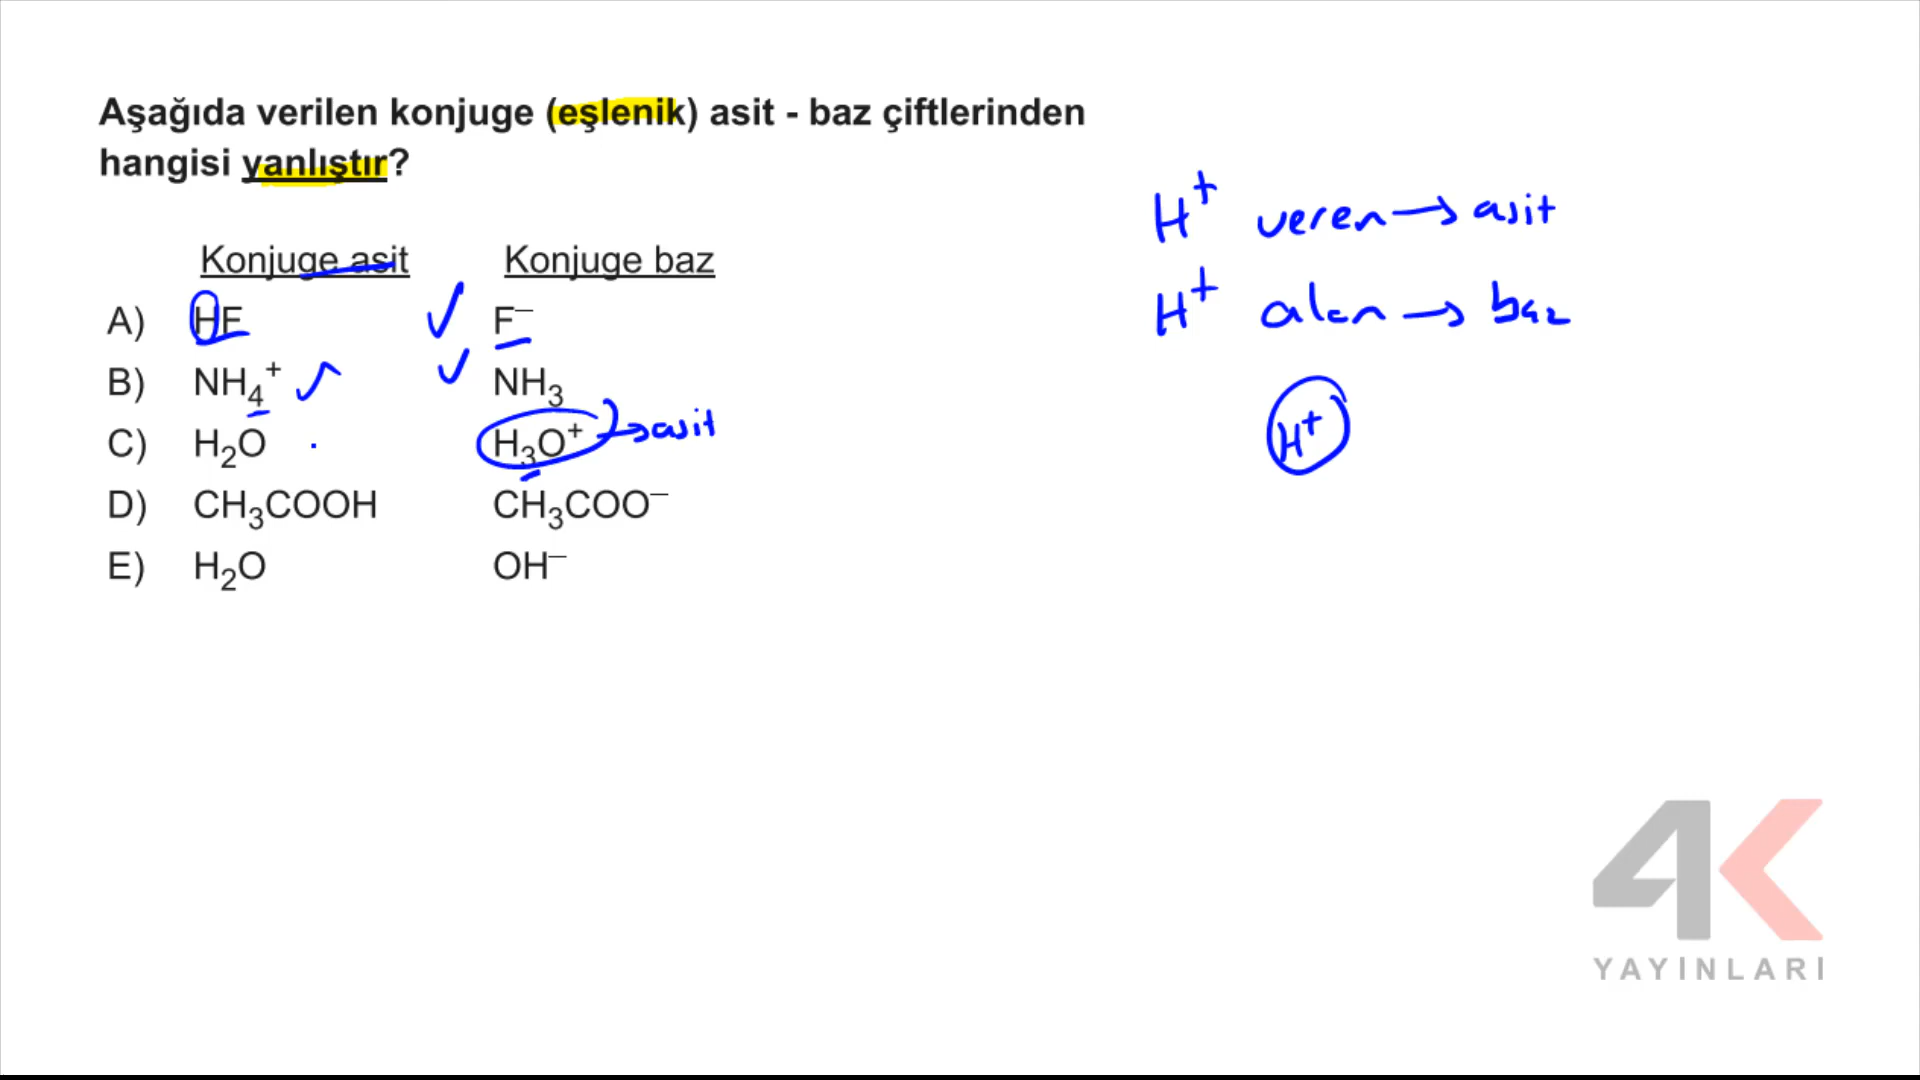 Aşağıda verilen konjuge (eşlenik) asit - baz çiftlerinden
hangisi yanlıştır?
Konjuge asit Konjuge baz
A) HF F⁻
B) NH₄⁺ NH₃
C) H₂O H₃O⁺ → asit
D) CH₃COOH CH₃COO⁻
E) H₂O OH⁻
H⁺ veren → asit
H⁺ alan → baz
H⁺
4K
YAYINLARI